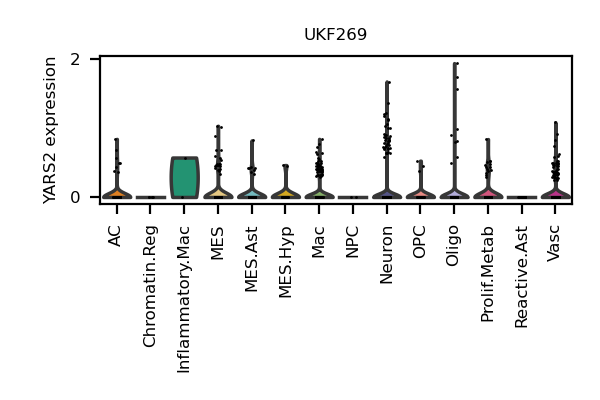 UKF269
YARS2 expression
2
0
AC
Chromatin.Reg
Inflammatory.Mac
MES
MES.Ast
MES.Hyp
Mac
NPC
Neuron
OPC
Oligo
Prolif.Metab
Reactive.Ast
Vasc